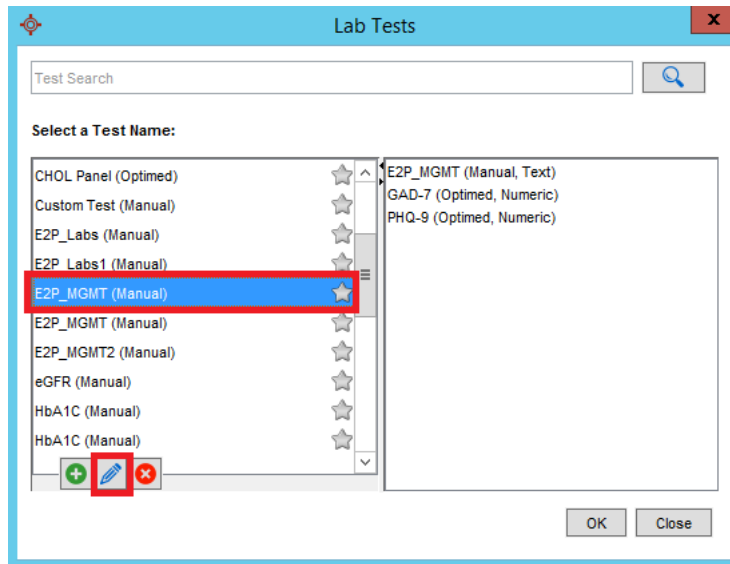 Lab Tests
X
Test Search
Select a Test Name:
CHOL Panel (Optimed)
Custom Test (Manual)
E2P_Labs (Manual)
E2P_Labs1 (Manual)
E2P_MGMT (Manual)
E2P_MGMT (Manual)
E2P_MGMT2 (Manual)
eGFR (Manual)
HbA1C (Manual)
HbA1C (Manual)
E2P_MGMT (Manual, Text)
GAD-7 (Optimed, Numeric)
PHQ-9 (Optimed, Numeric)
OK
Close